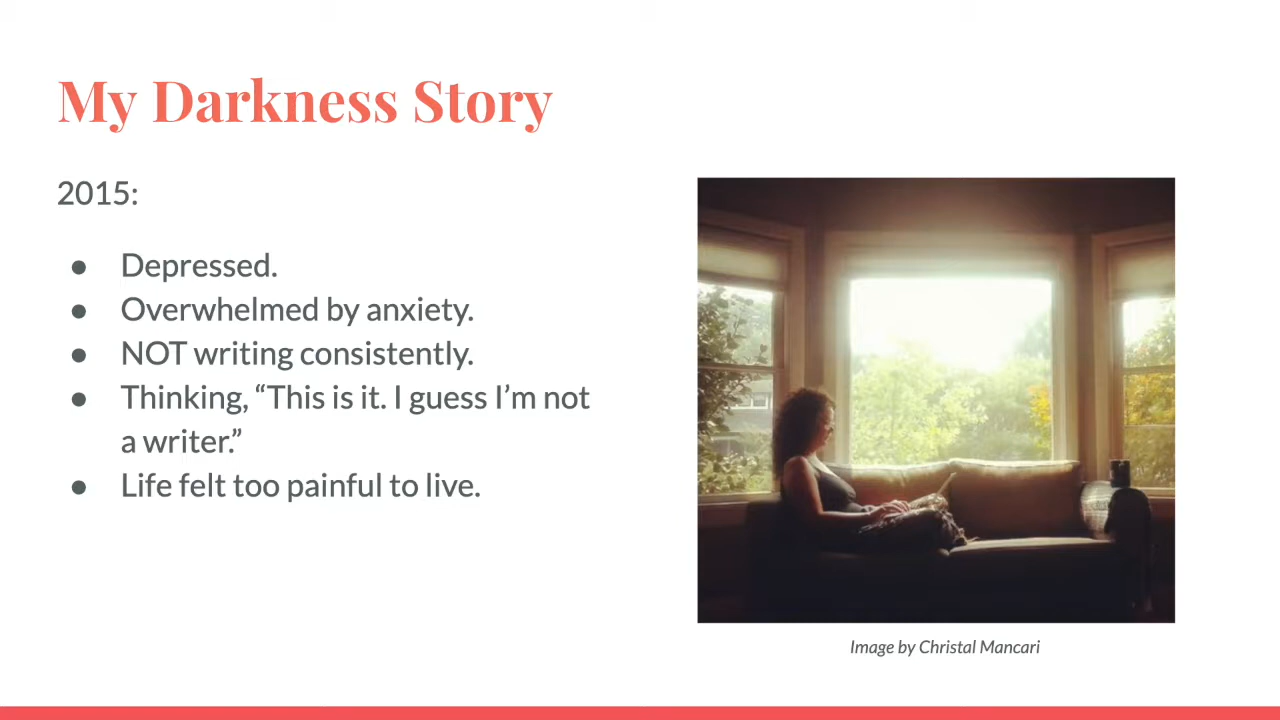 My Darkness Story
2015:
● Depressed.
● Overwhelmed by anxiety.
● NOT writing consistently.
● Thinking, “This is it. I guess I’m not
a writer.”
● Life felt too painful to live.
Image by Christal Mancari